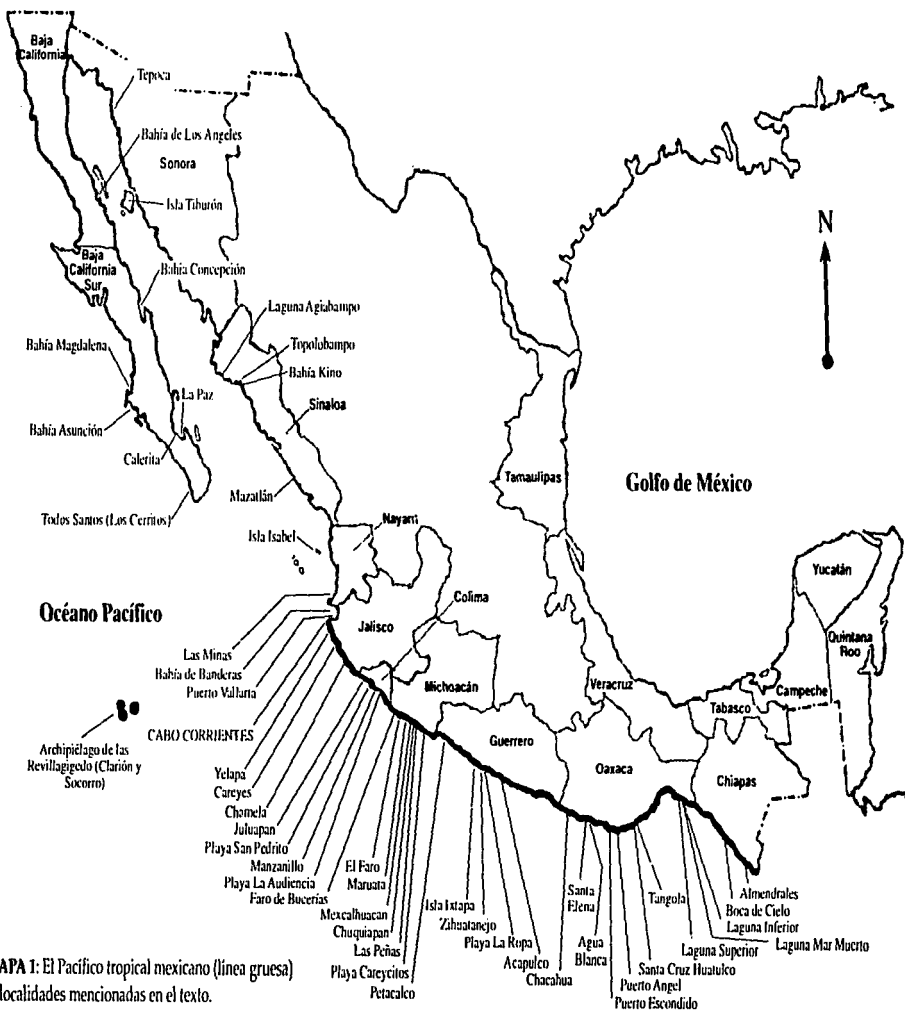 Baja
California
Tepoca
Bahía de Los Angeles
Sonora
Isla Tiburón
N
Baja
California
Sur
Bahía Concepción
Laguna Agiabampo
Bahía Magdalena
Topolobampo
Bahía Kino
La Paz
Sinaloa
Bahía Asunción
Calerita
Tamaulipas
Golfo de México
Mazatlán
Todos Santos (Los Cerritos)
Nayarit
Isla Isabel
Yucatán
Colima
Océano Pacífico
Jalisco
Quintana
Roo
Las Minas
Bahía de Banderas
Puerto Vallarta
Michoacán
Veracruz
Campeche
Tabasco
CABO CORRIENTES
Guerrero
Archipiélago de las
Revillagigedo (Clarión y
Socorro)
Oaxaca
Chiapas
Yelapa
Careyes
Chamela
Juluapan
Playa San Pedrito
Manzanillo
Playa La Audiencia
Faro de Bucerías
El Faro
Maruata
Mexcalhuacan
Chuquiapan
Las Peñas
Playa Careycitos
Petacalco
Isla Ixtapa
Zihuatanejo
Playa La Ropa
Acapulco
Chacahua
Santa
Elena
Agua
Blanca
Tangola
Santa Cruz Huatulco
Puerto Angel
Puerto Escondido
Almendrales
Boca de Cielo
Laguna Inferior
Laguna Mar Muerto
Laguna Superior
APA 1: El Pacífico tropical mexicano (línea gruesa)
localidades mencionadas en el texto.